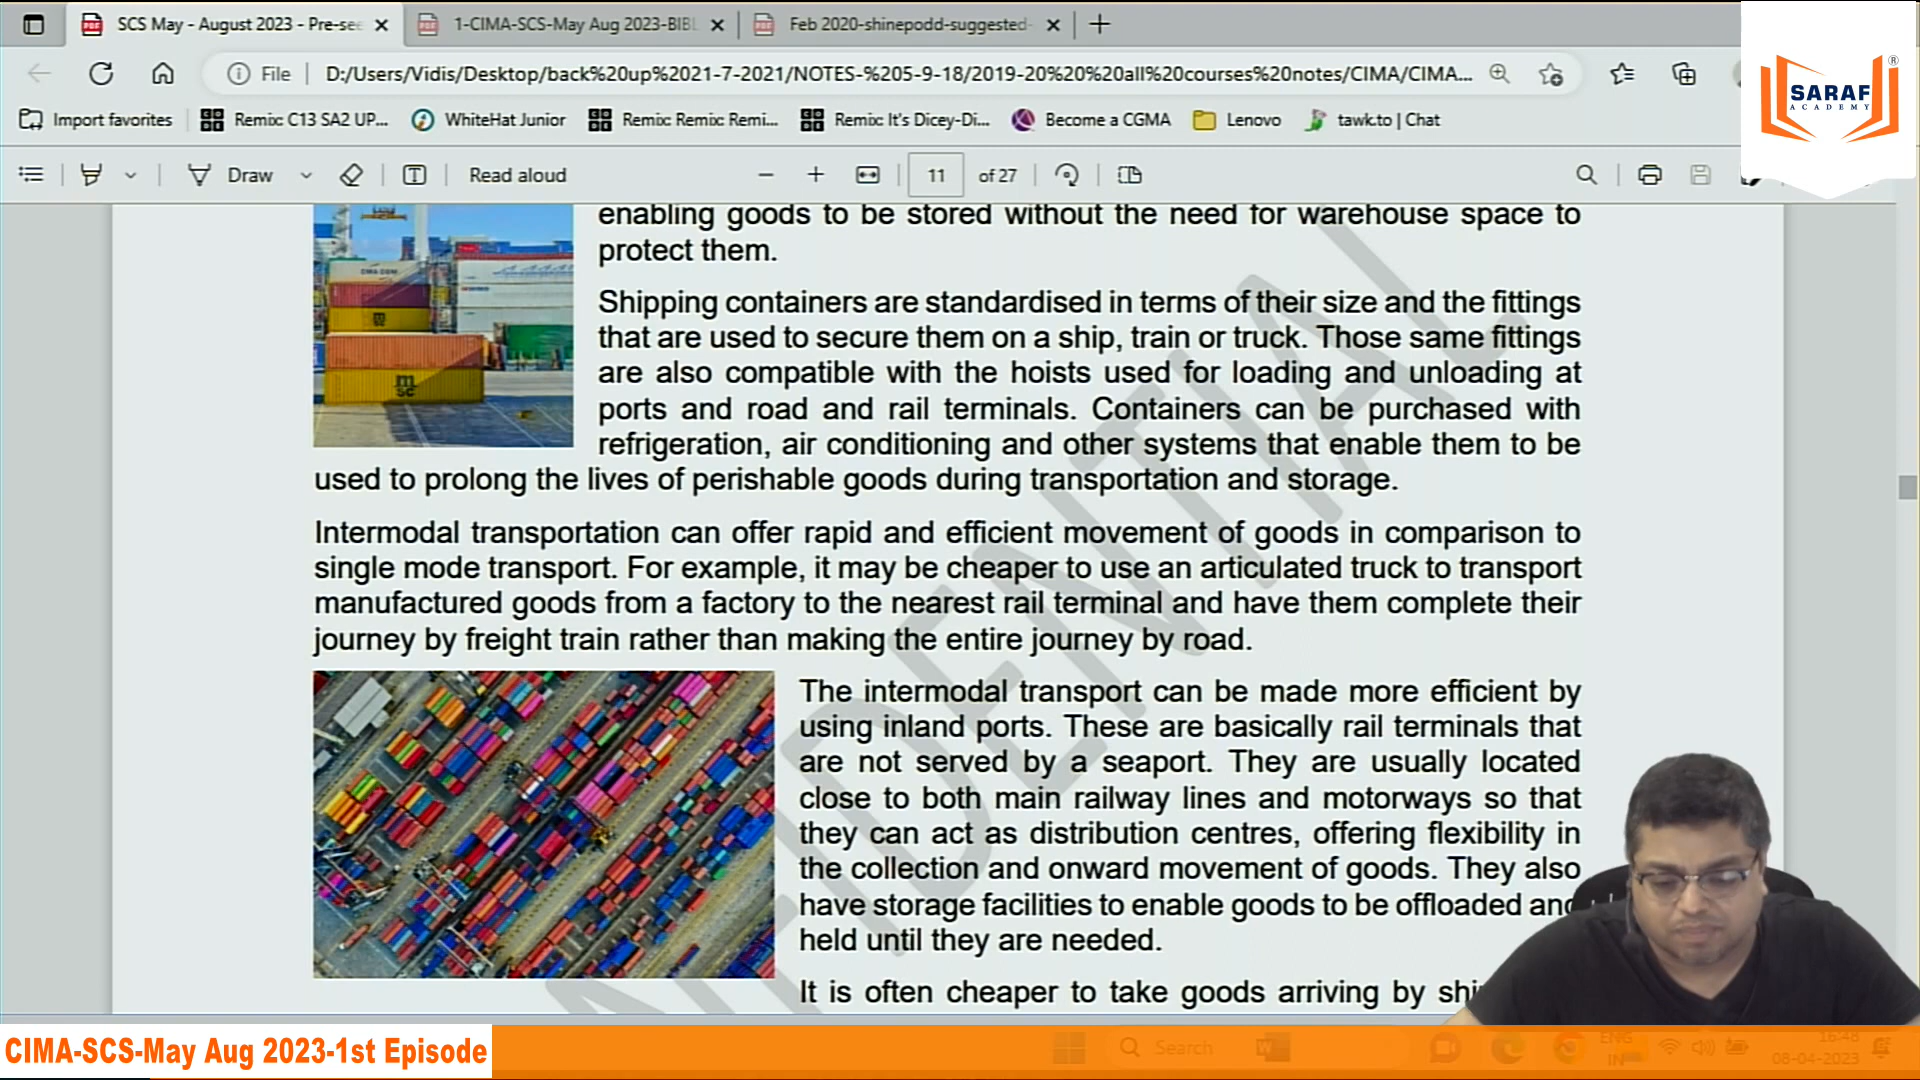 SCS May - August 2023 - Pre-see
1-CIMA-SCS-May Aug 2023-BIBL
Feb 2020-shinepodd-suggested-
File
D:/Users/Vidis/Desktop/back%20up%2021-7-2021/NOTES-%205-9-18/2019-20%20%20all%20courses%20notes/CIMA/CIMA...
SARAF
ACADEMY
®
Import favorites
Remix: C13 SA2 UP...
WhiteHat Junior
Remix: Remix Remi...
Remix: It's Dicey-Di...
Become a CGMA
Lenovo
tawk.to | Chat
Draw
Read aloud
11
of 27
enabling goods to be stored without the need for warehouse space to
protect them.
Shipping containers are standardised in terms of their size and the fittings
that are used to secure them on a ship, train or truck. Those same fittings
are also compatible with the hoists used for loading and unloading at
ports and road and rail terminals. Containers can be purchased with
refrigeration, air conditioning and other systems that enable them to be
used to prolong the lives of perishable goods during transportation and storage.
Intermodal transportation can offer rapid and efficient movement of goods in comparison to
single mode transport. For example, it may be cheaper to use an articulated truck to transport
manufactured goods from a factory to the nearest rail terminal and have them complete their
journey by freight train rather than making the entire journey by road.
The intermodal transport can be made more efficient by
using inland ports. These are basically rail terminals that
are not served by a seaport. They are usually located
close to both main railway lines and motorways so that
they can act as distribution centres, offering flexibility in
the collection and onward movement of goods. They also
have storage facilities to enable goods to be offloaded and
held until they are needed.
It is often cheaper to take goods arriving by shi
CIMA-SCS-May Aug 2023-1st Episode
Search
ENG
IN
16:48
08-04-2023